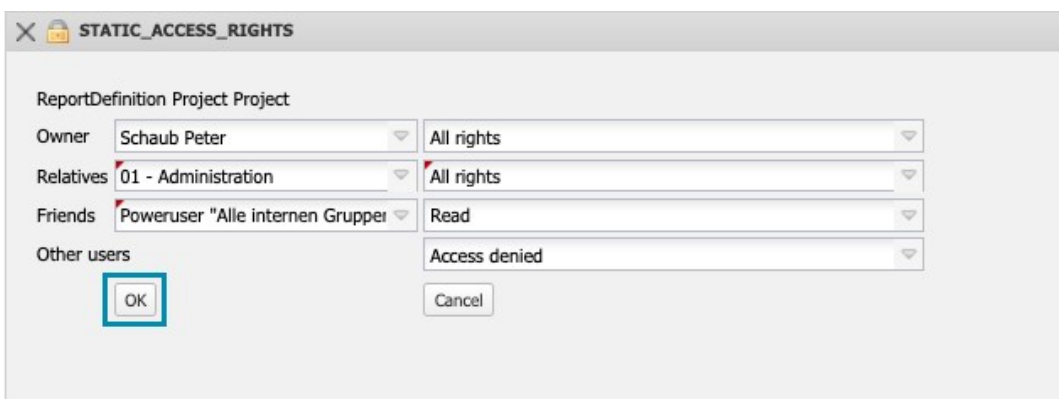 STATIC_ACCESS_RIGHTS
ReportDefinition Project Project
Owner Schaub Peter All rights
Relatives 01 - Administration All rights
Friends Poweruser "Alle internen Gruppen Read
Other users Access denied
OK Cancel